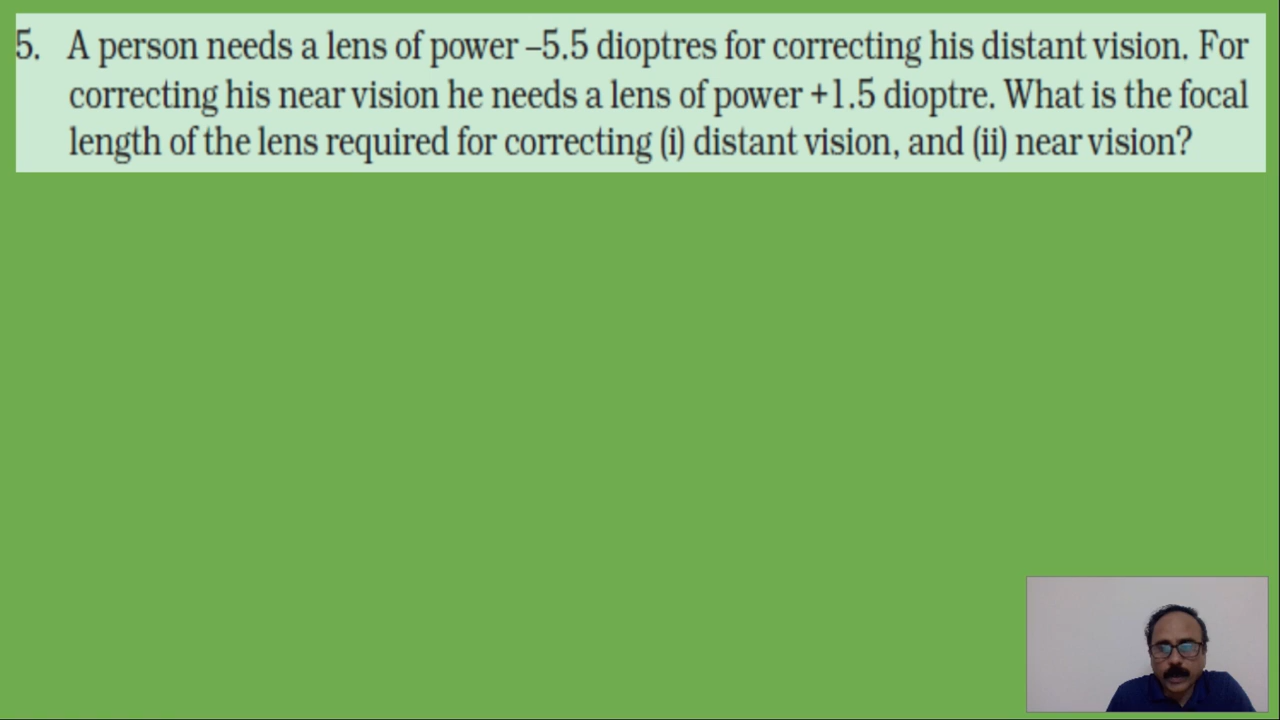 5. A person needs a lens of power –5.5 dioptres for correcting his distant vision. For
correcting his near vision he needs a lens of power +1.5 dioptre. What is the focal
length of the lens required for correcting (i) distant vision, and (ii) near vision?